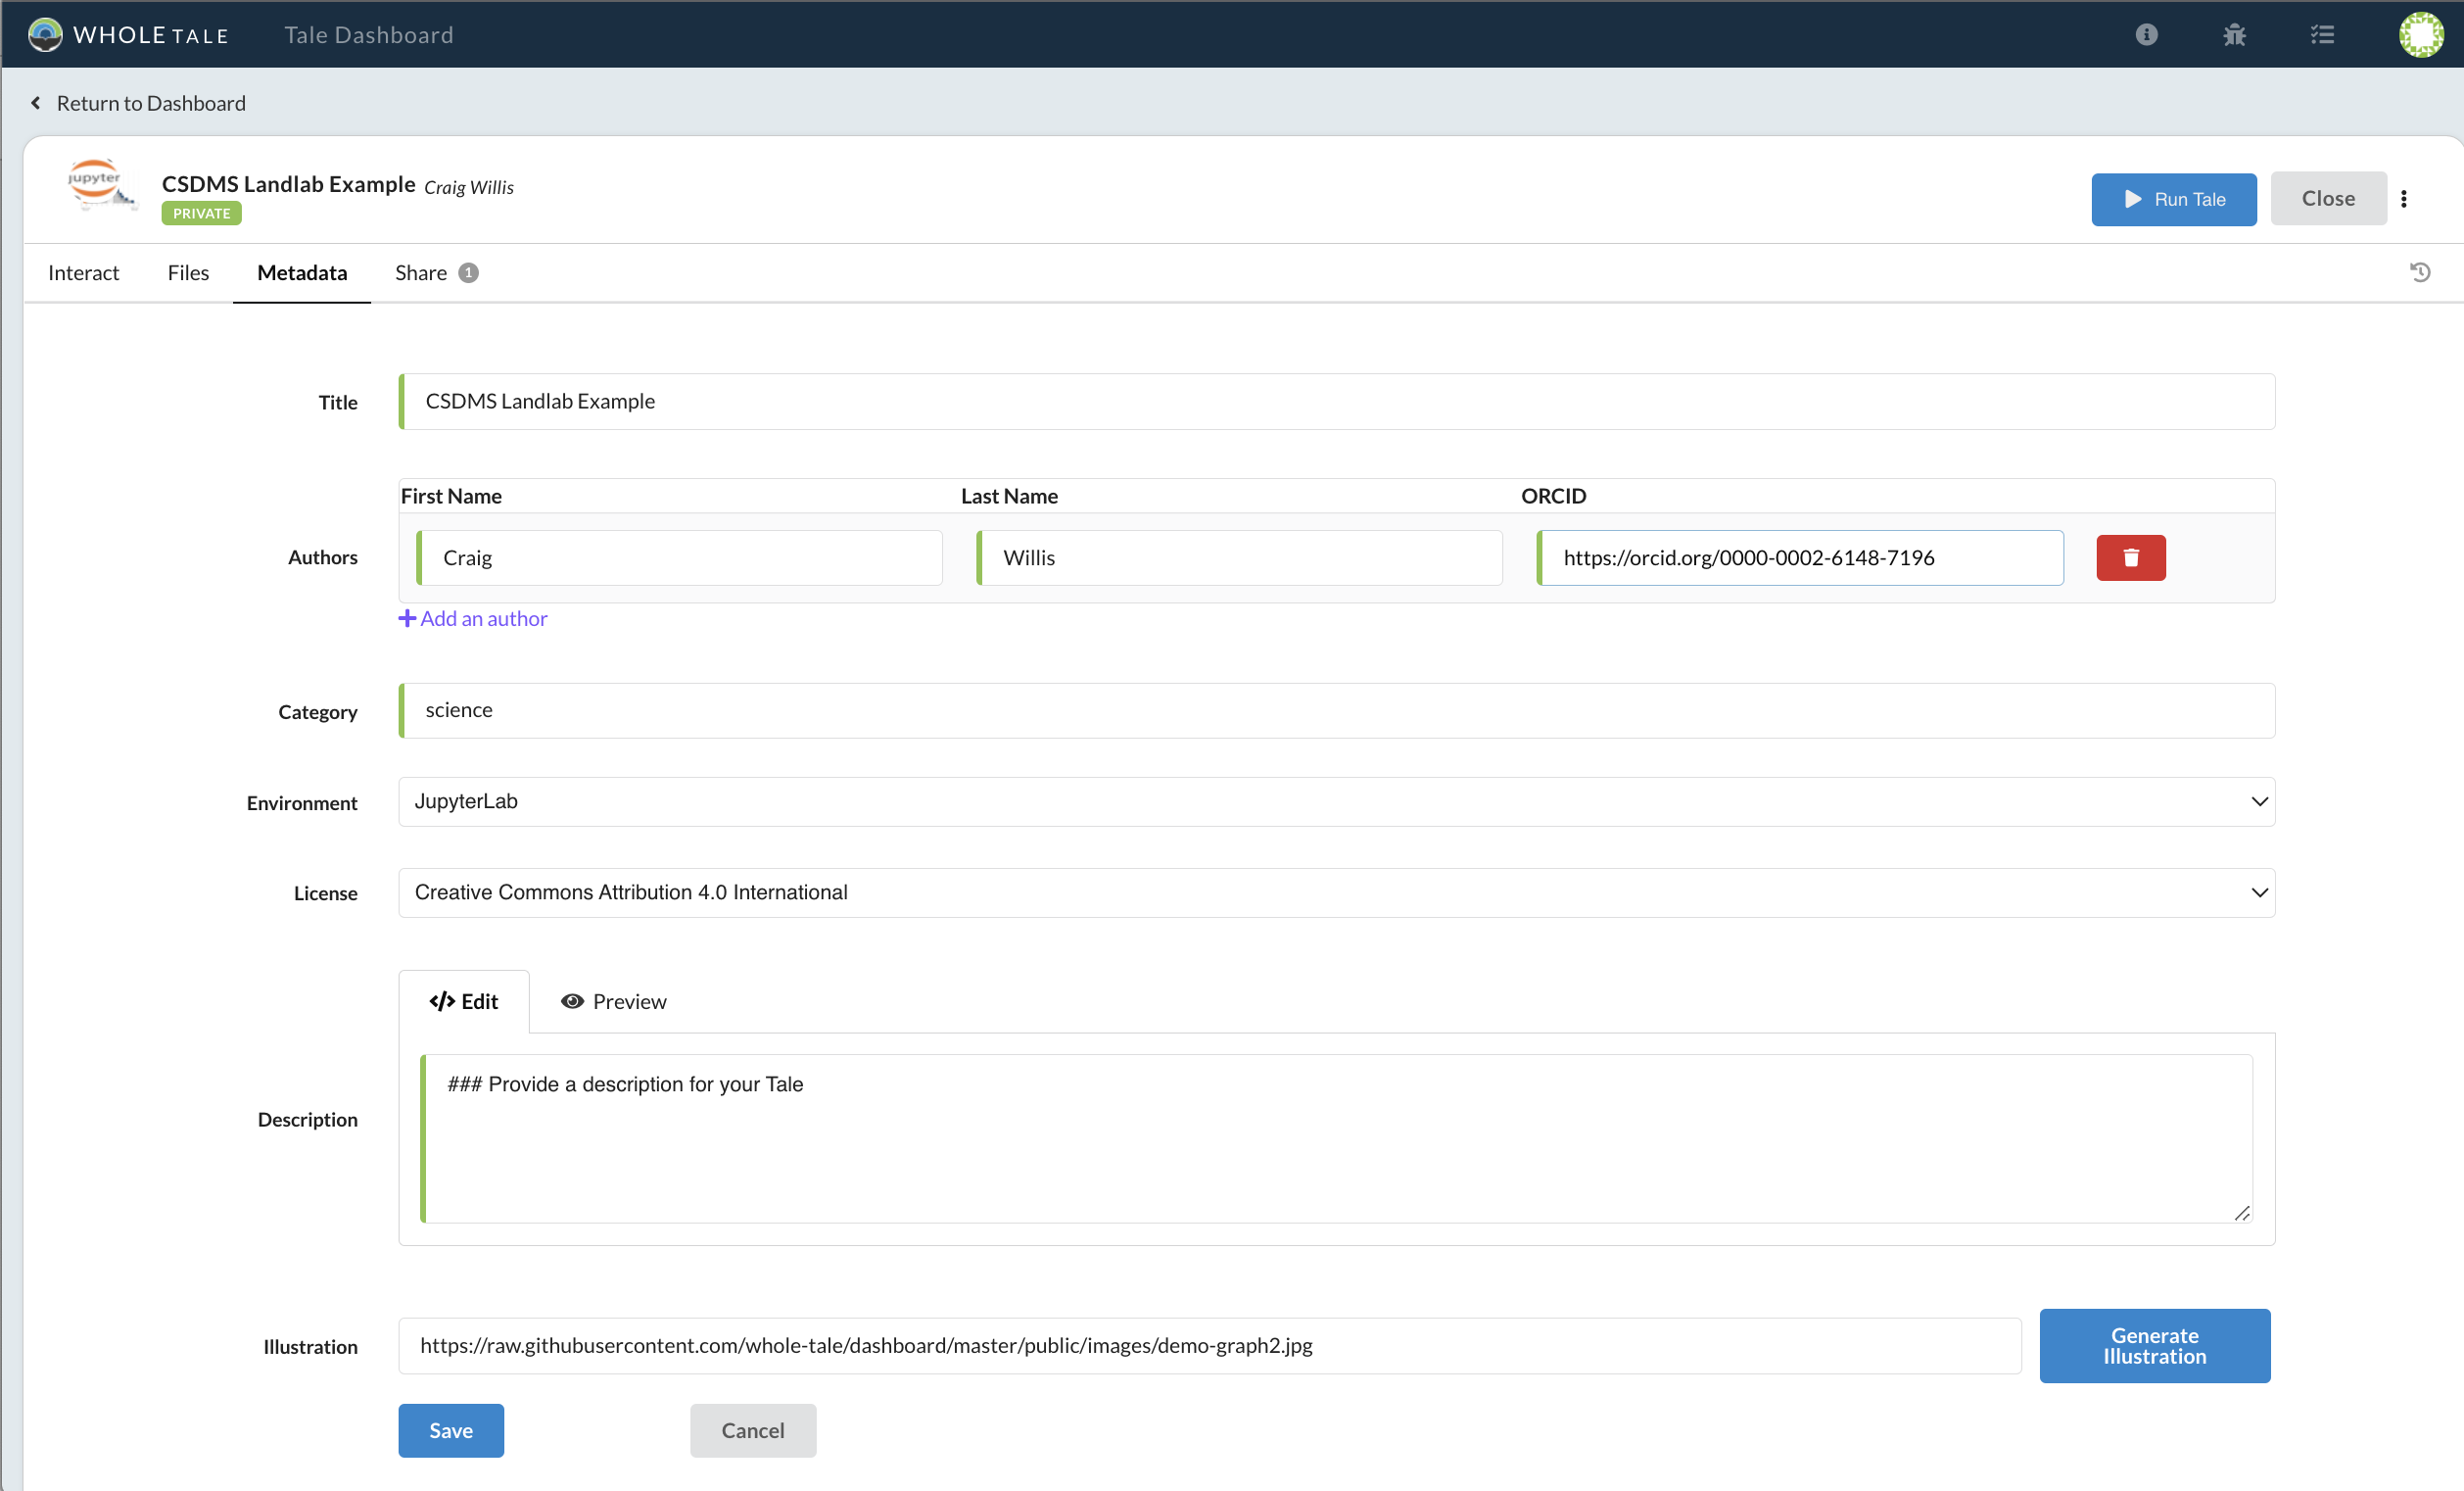 WHOLE TALE Tale Dashboard
Return to Dashboard
jupyter
CSDMS Landlab Example Craig Willis
PRIVATE
Run Tale Close
Interact Files Metadata Share 1
Title CSDMS Landlab Example
First Name Last Name ORCID
Authors Craig Willis https://orcid.org/0000-0002-6148-7196
Add an author
Category science
Environment JupyterLab
License Creative Commons Attribution 4.0 International
Edit Preview
### Provide a description for your Tale
Description
Illustration https://raw.githubusercontent.com/whole-tale/dashboard/master/public/images/demo-graph2.jpg Generate
Illustration
Save Cancel